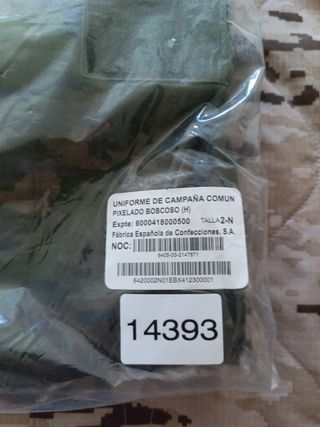 UNIFORME DE CAMPAÑA COMUN
PIXELADO BOSCOSO (H)
Expte: 6000418000500 TALLA 2-N
Fábrica Española de Confecciones, S.A.
NOC:
8405-33-2147871
6420002N01EBX412300001
14393